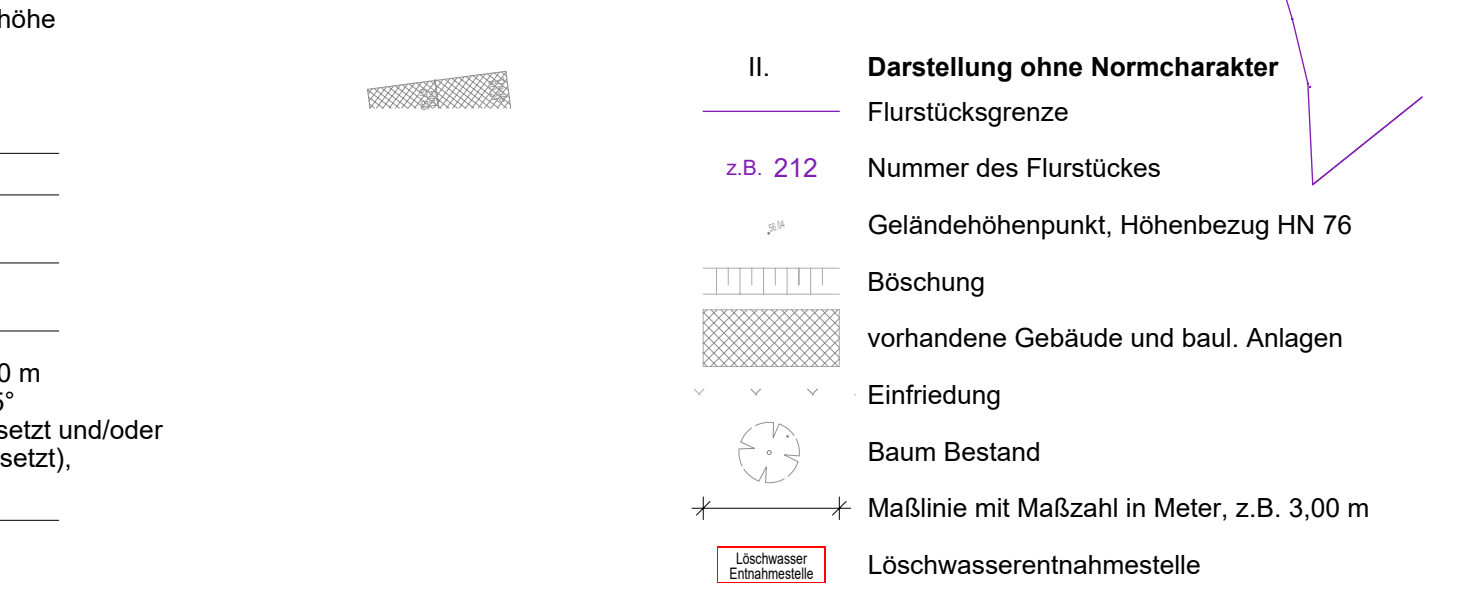 höhe
0 m
5°
setzt und/oder
setzt),
II. Darstellung ohne Normcharakter
Flurstücksgrenze
z.B. 212 Nummer des Flurstückes
56.04 Geländehöhenpunkt, Höhenbezug HN 76
Böschung
vorhandene Gebäude und baul. Anlagen
Einfriedung
Baum Bestand
Maßlinie mit Maßzahl in Meter, z.B. 3,00 m
Löschwasser
Entnahmestelle
Löschwasserentnahmestelle